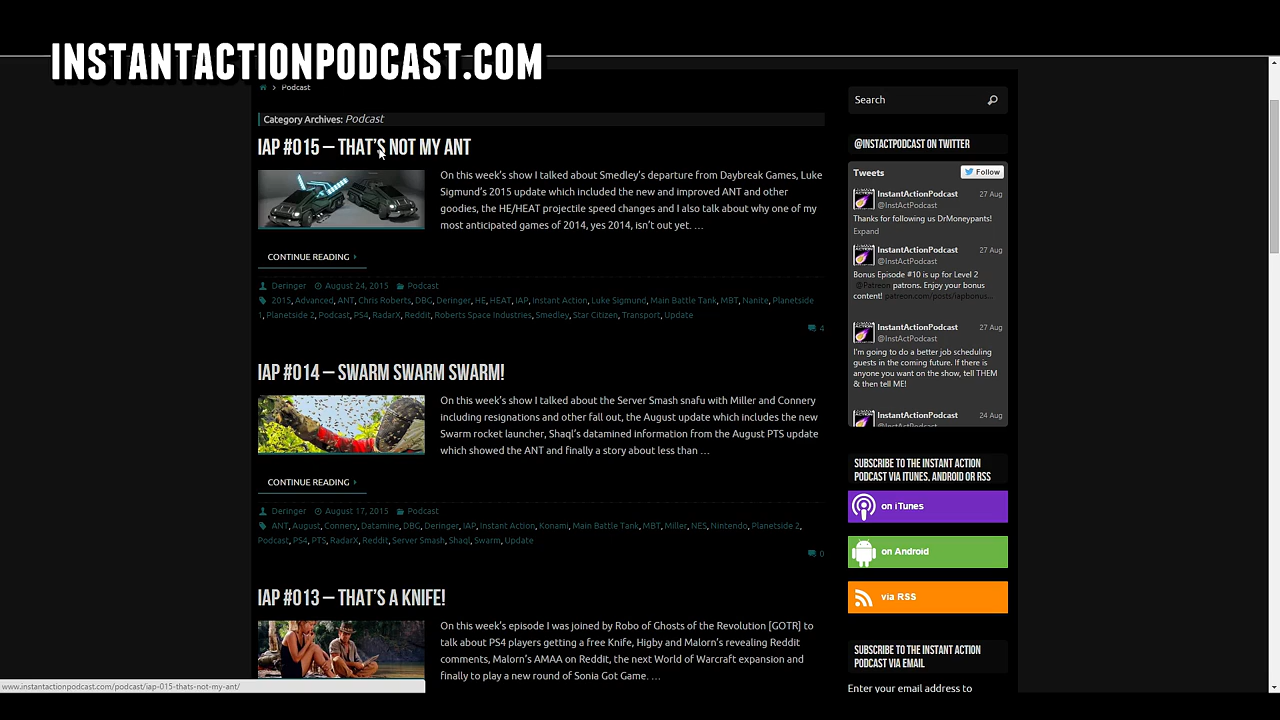 INSTANTACTIONPODCAST.COM
Podcast
Category Archives: Podcast
IAP #015 – THAT'S NOT MY ANT
On this week's show I talked about Smedley's departure from Daybreak Games, Luke
Sigmund's 2015 update which included the new and improved ANT and other
goodies, the HE/HEAT projectile speed changes and I also talk about why one of my
most anticipated games of 2014, yes 2014, isn't out yet. …
CONTINUE READING
Deringer August 24, 2015 Podcast
2015, Advanced, ANT, Chris Roberts, DBG, Deringer, HE, HEAT, IAP, Instant Action, Luke Sigmund, Main Battle Tank, MBT, Nanite, Planetside
1, Planetside 2, Podcast, PS4, RadarX, Reddit, Roberts Space Industries, Smedley, Star Citizen, Transport, Update
4
IAP #014 – SWARM SWARM SWARM!
On this week's show I talked about the Server Smash snafu with Miller and Connery
including resignations and other fall out, the August update which includes the new
Swarm rocket launcher, Shaql's datamined information from the August PTS update
which showed the ANT and finally a story about less than …
CONTINUE READING
Deringer August 17, 2015 Podcast
ANT, August, Connery, Datamine, DBG, Deringer, IAP, Instant Action, Konami, Main Battle Tank, MBT, Miller, NES, Nintendo, Planetside 2,
Podcast, PS4, PTS, RadarX, Reddit, Server Smash, Shaql, Swarm, Update
0
IAP #013 – THAT'S A KNIFE!
On this week's episode I was joined by Robo of Ghosts of the Revolution [GOTR] to
talk about PS4 players getting a free Knife, Higby and Malorn's revealing Reddit
comments, Malorn's AMAA on Reddit, the next World of Warcraft expansion and
finally to play a new round of Sonia Got Game. …
www.instantactionpodcast.com/podcast/iap-015-thats-not-my-ant/
Search
@INSTACTPODCAST ON TWITTER
Tweets
Follow
InstantActionPodcast 27 Aug
@InstActPodcast
Thanks for following us DrMoneypants!
Expand
InstantActionPodcast 27 Aug
@InstActPodcast
Bonus Episode #10 is up for Level 2
@Patreon patrons. Enjoy your bonus
content! patreon.com/posts/iapbonus...
InstantActionPodcast 27 Aug
@InstActPodcast
I'm going to do a better job scheduling
guests in the coming future. If there is
anyone you want on the show, tell THEM
& then tell ME!
InstantActionPodcast 24 Aug
@InstActPodcast
SUBSCRIBE TO THE INSTANT ACTION
PODCAST VIA ITUNES, ANDROID OR RSS
on iTunes
on Android
via RSS
SUBSCRIBE TO THE INSTANT ACTION
PODCAST VIA EMAIL
Enter your email address to